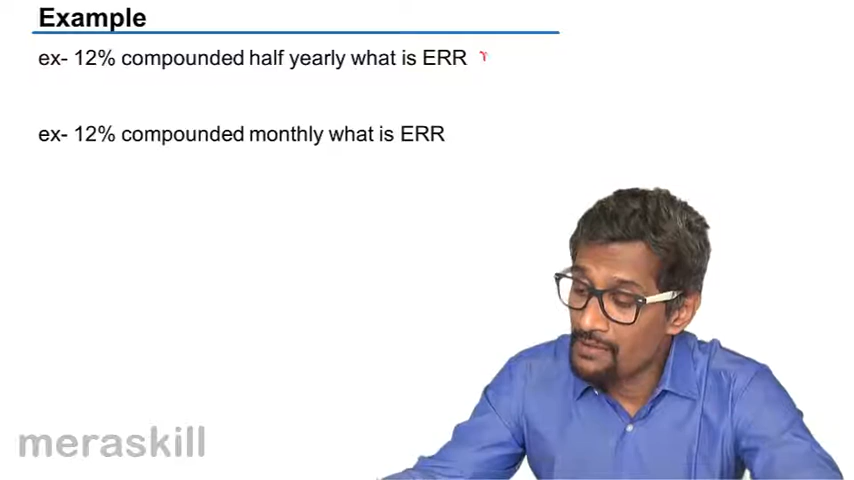 Example
ex- 12% compounded half yearly what is ERR r
ex- 12% compounded monthly what is ERR
meraskill